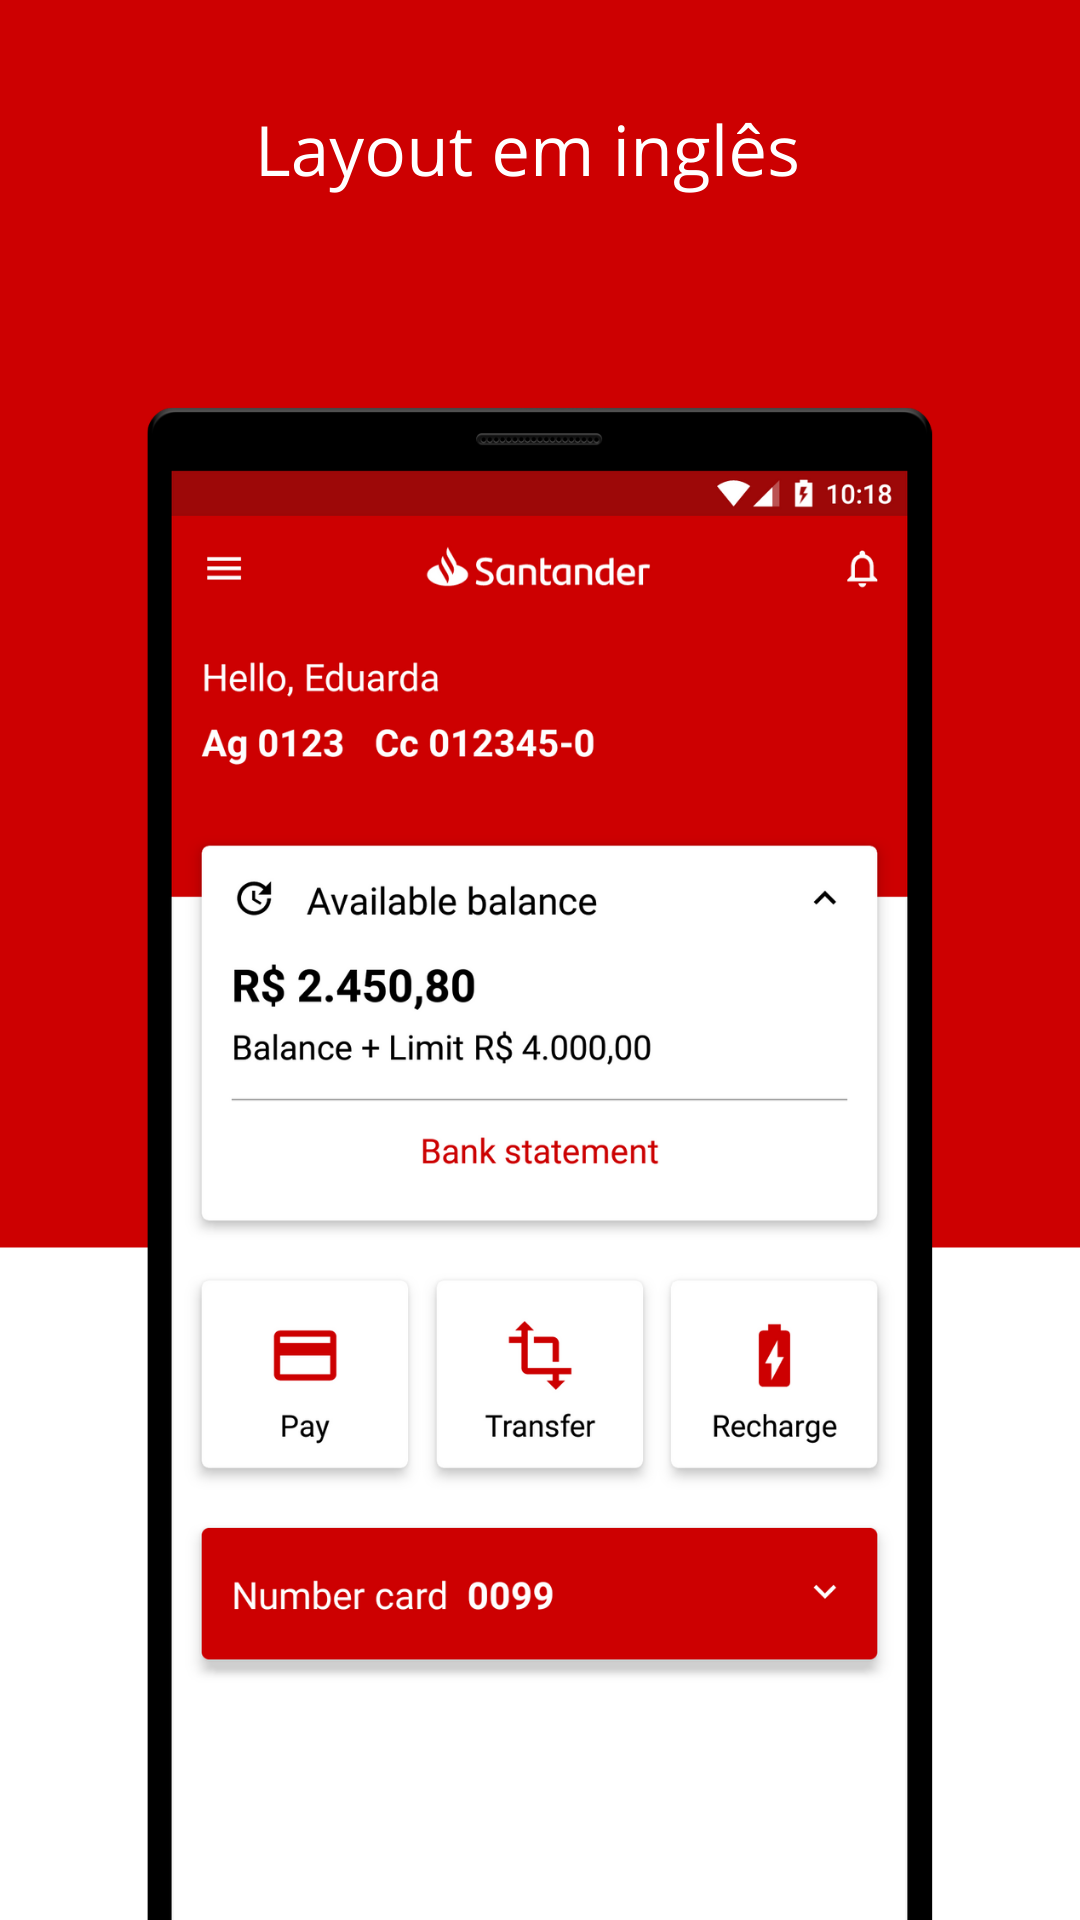 Layout em inglês
10:18
Santander
Hello, Eduarda
Ag 0123 Cc 012345-0
Available balance
R$ 2.450,80
Balance + Limit R$ 4.000,00
Bank statement
Pay Transfer Recharge
Number card 0099